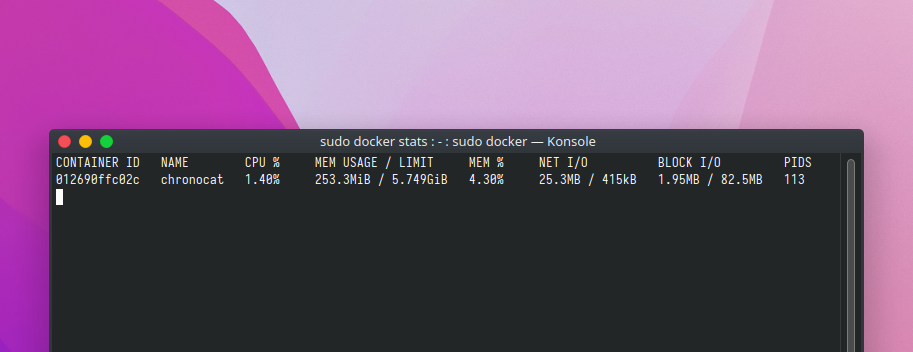 sudo docker stats : - : sudo docker — Konsole
CONTAINER ID NAME CPU % MEM USAGE / LIMIT MEM % NET I/O BLOCK I/O PIDS
012690ffc02c chronocat 1.40% 253.3MiB / 5.749GiB 4.30% 25.3MB / 415kB 1.95MB / 82.5MB 113